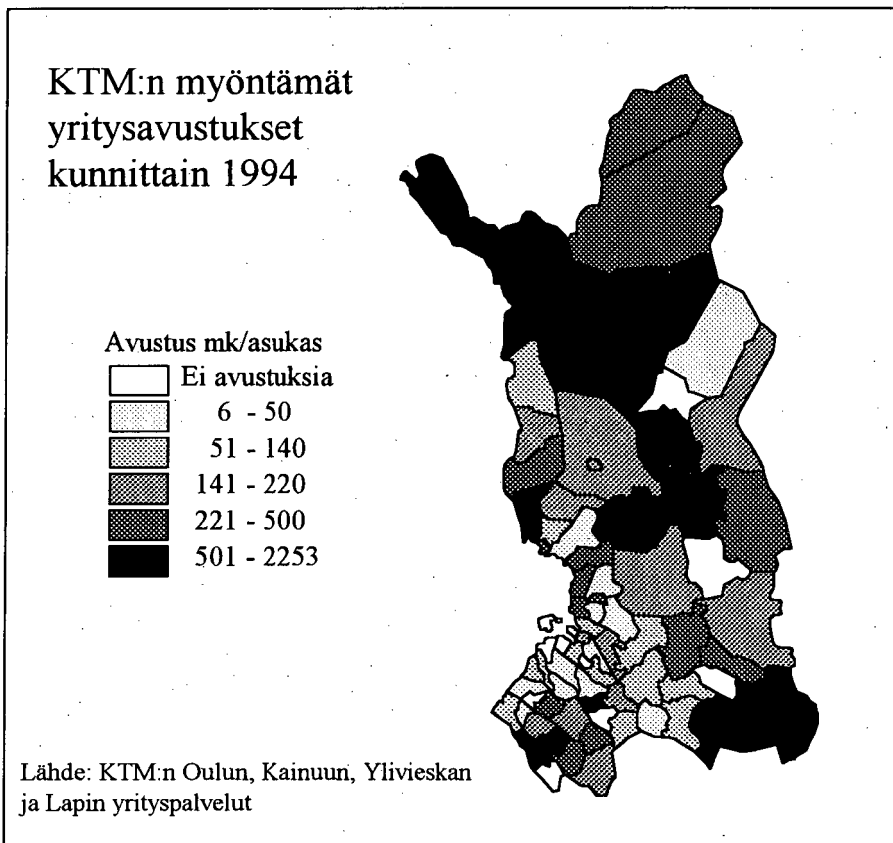 KTM:n myöntämät
yritysavustukset
kunnittain 1994
Avustus mk/asukas
Ei avustuksia
6 - 50
51 - 140
141 - 220
221 - 500
501 - 2253
Lähde: KTM:n Oulun, Kainuun, Ylivieskan
ja Lapin yrityspalvelut